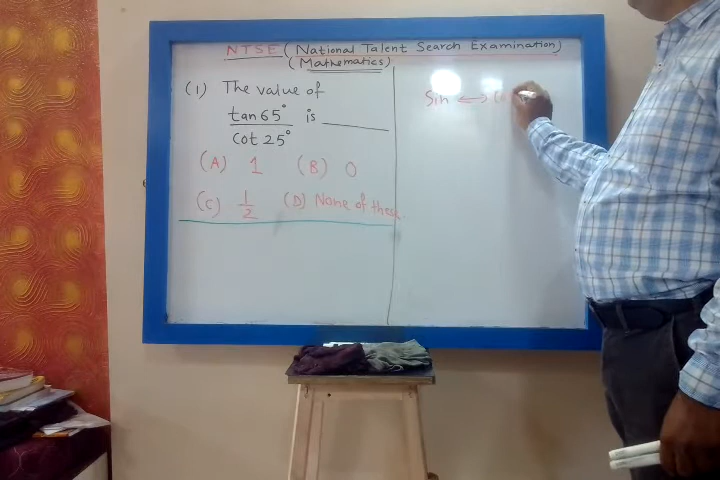 NTSE (National Talent Search Examination)
(Mathematics)
(1) The value of
tan 65°
is ______
cot 25°
(A) 1 (B) 0
(C) 1/2 (D) None of these.
Sin ↔